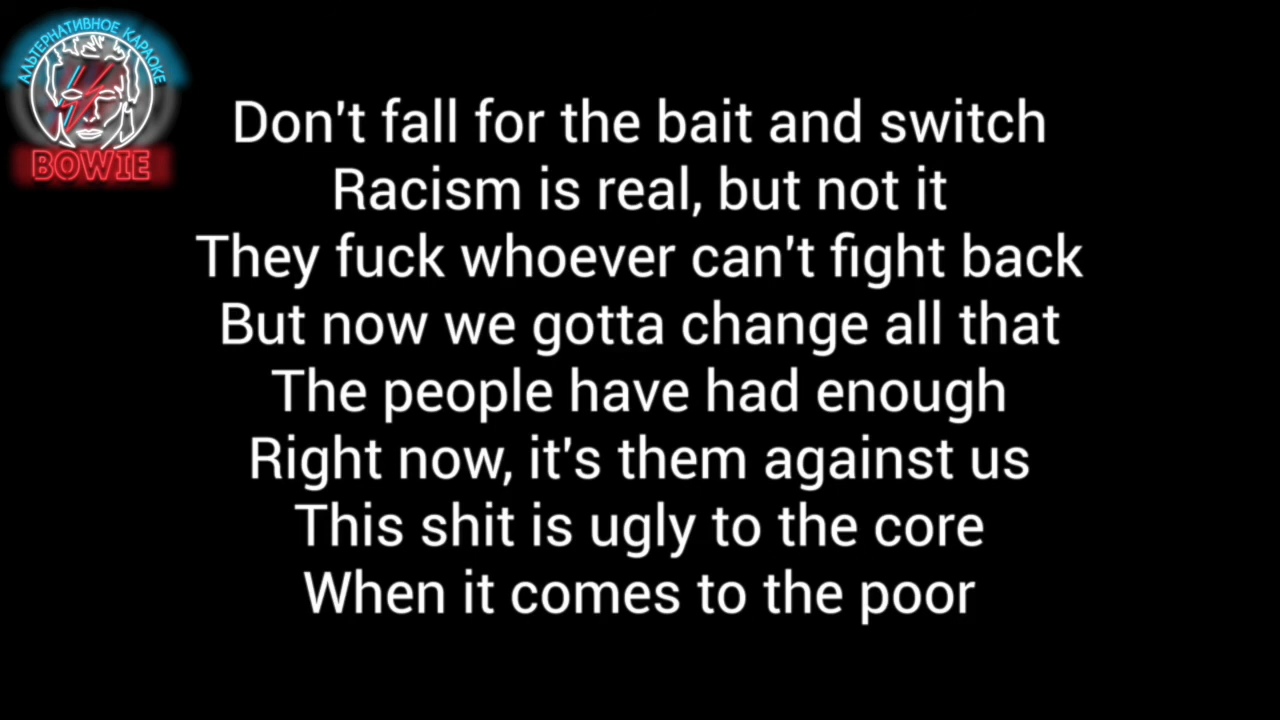 АЛЬТЕРНАТИВНОЕ КАРАОКЕ
BOWIE
Don't fall for the bait and switch
Racism is real, but not it
They fuck whoever can't fight back
But now we gotta change all that
The people have had enough
Right now, it's them against us
This shit is ugly to the core
When it comes to the poor